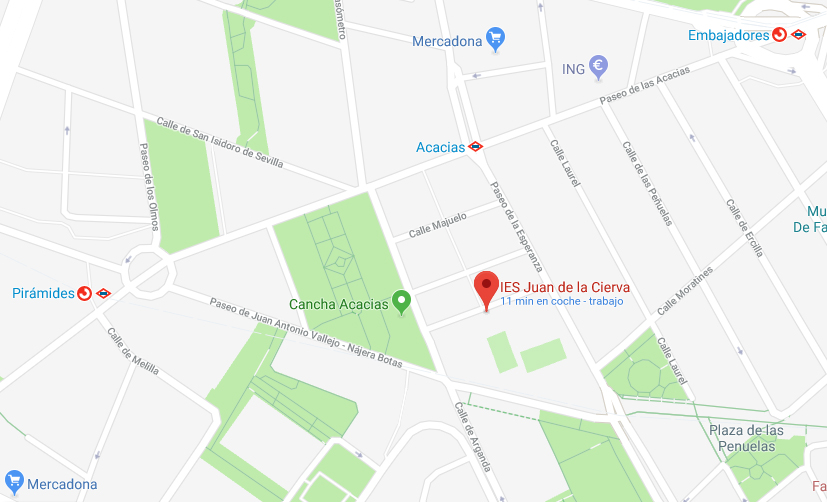 asómetro
Mercadona
Embajadores
ING
Paseo de las Acacias
Calle de San Isidoro de Sevilla
Acacias
Paseo de los Olmos
Calle Laurel
Calle de las Peñuelas
Paseo de la Esperanza
Calle Majuelo
Calle de Ercilla
Mu
De Fa
Pirámides
Cancha Acacias
IES Juan de la Cierva
11 min en coche - trabajo
Calle Moratines
Paseo de Juan Antonio Vallejo - Nájera Botas
Calle de Melilla
Calle Laurel
Calle de Arganda
Plaza de las
Penuelas
Mercadona
Fa